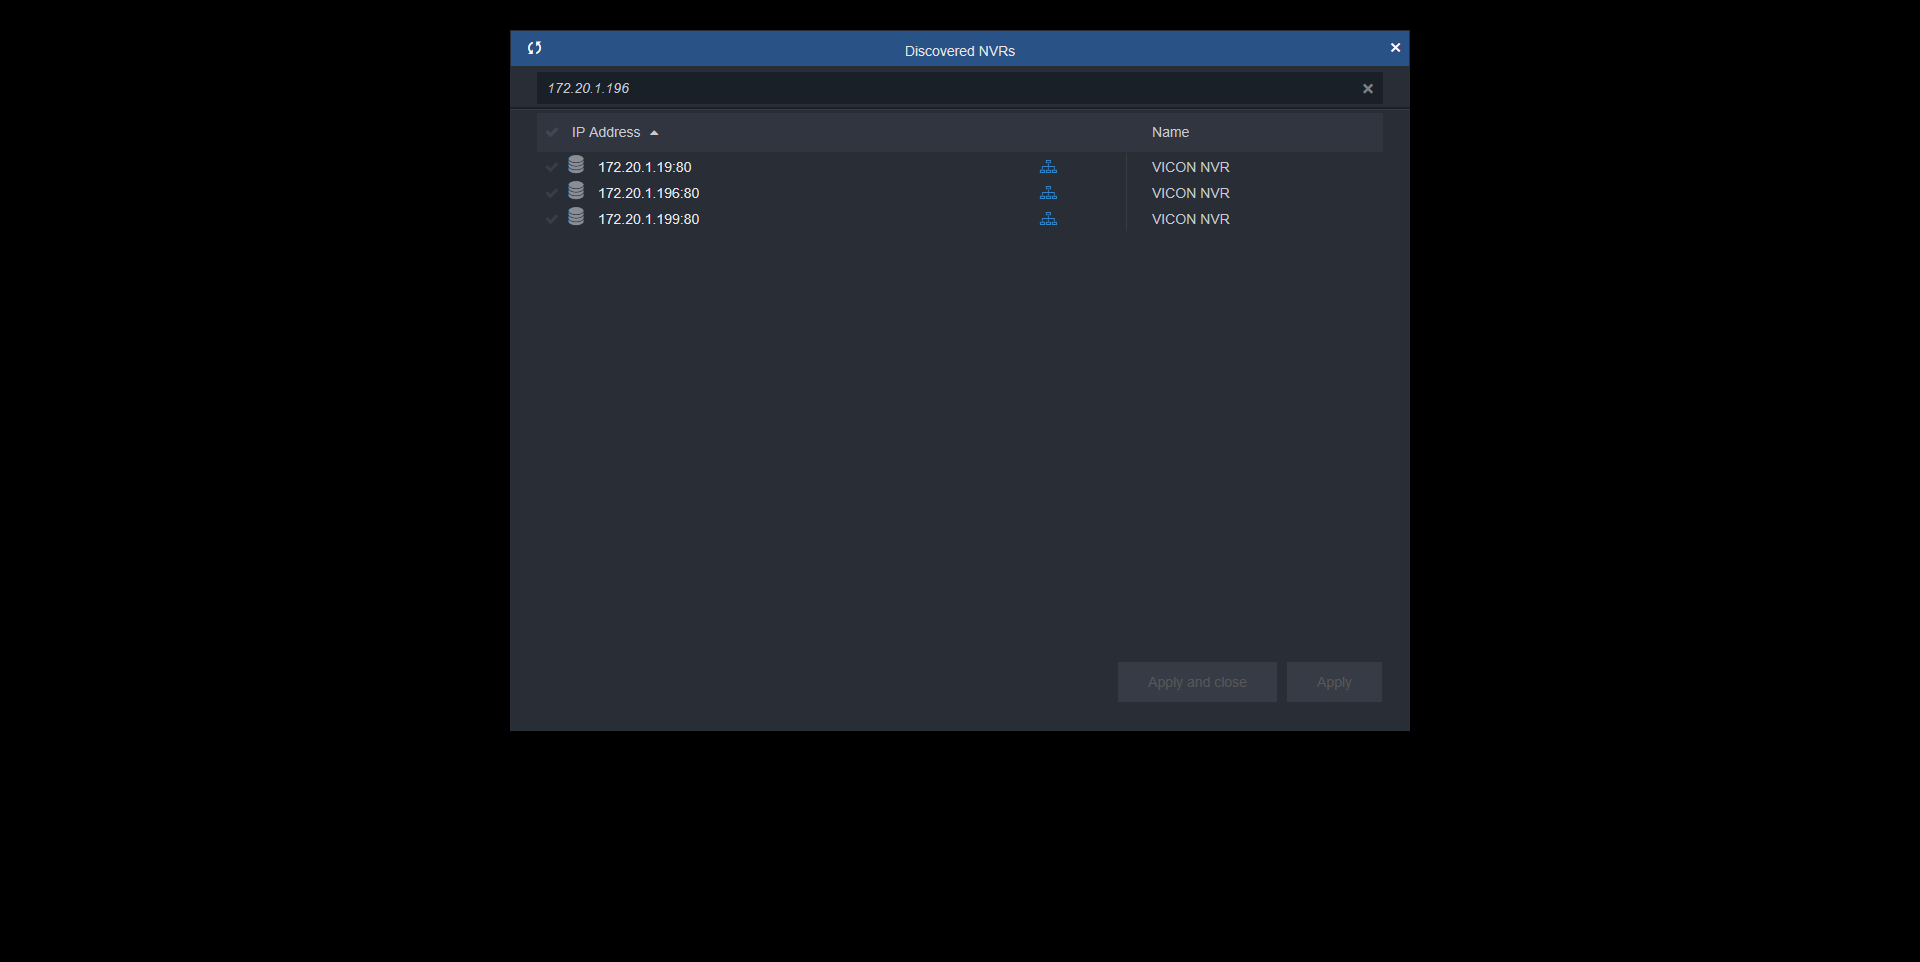 Discovered NVRs
172.20.1.196
IP Address Name
172.20.1.19:80 VICON NVR
172.20.1.196:80 VICON NVR
172.20.1.199:80 VICON NVR
Apply and close Apply